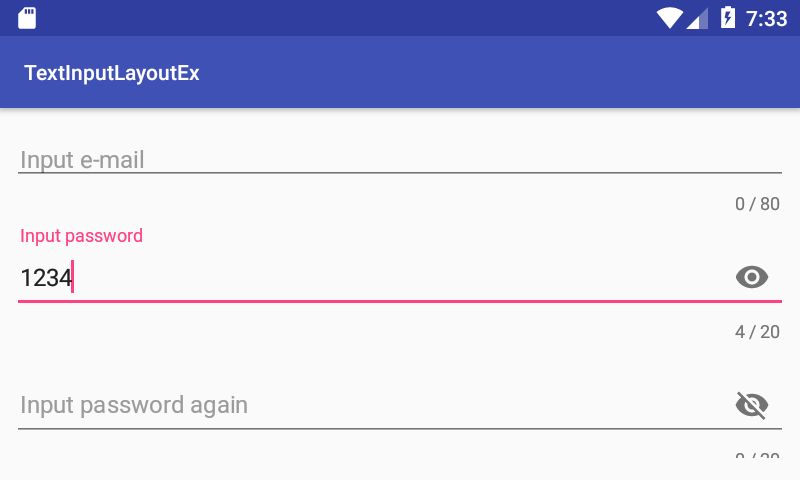 7:33
TextInputLayoutEx
Input e-mail
0 / 80
Input password
1234
4 / 20
Input password again